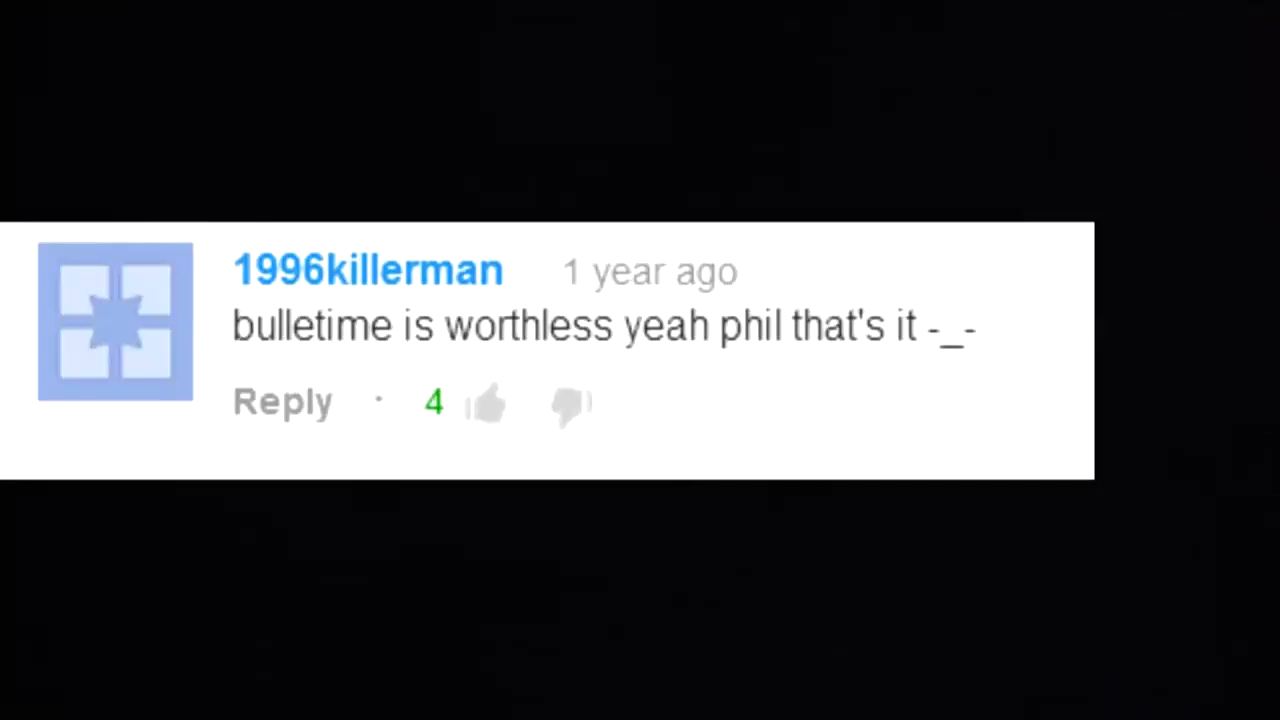 1996killerman 1 year ago
bulletime is worthless yeah phil that's it -_-
Reply · 4